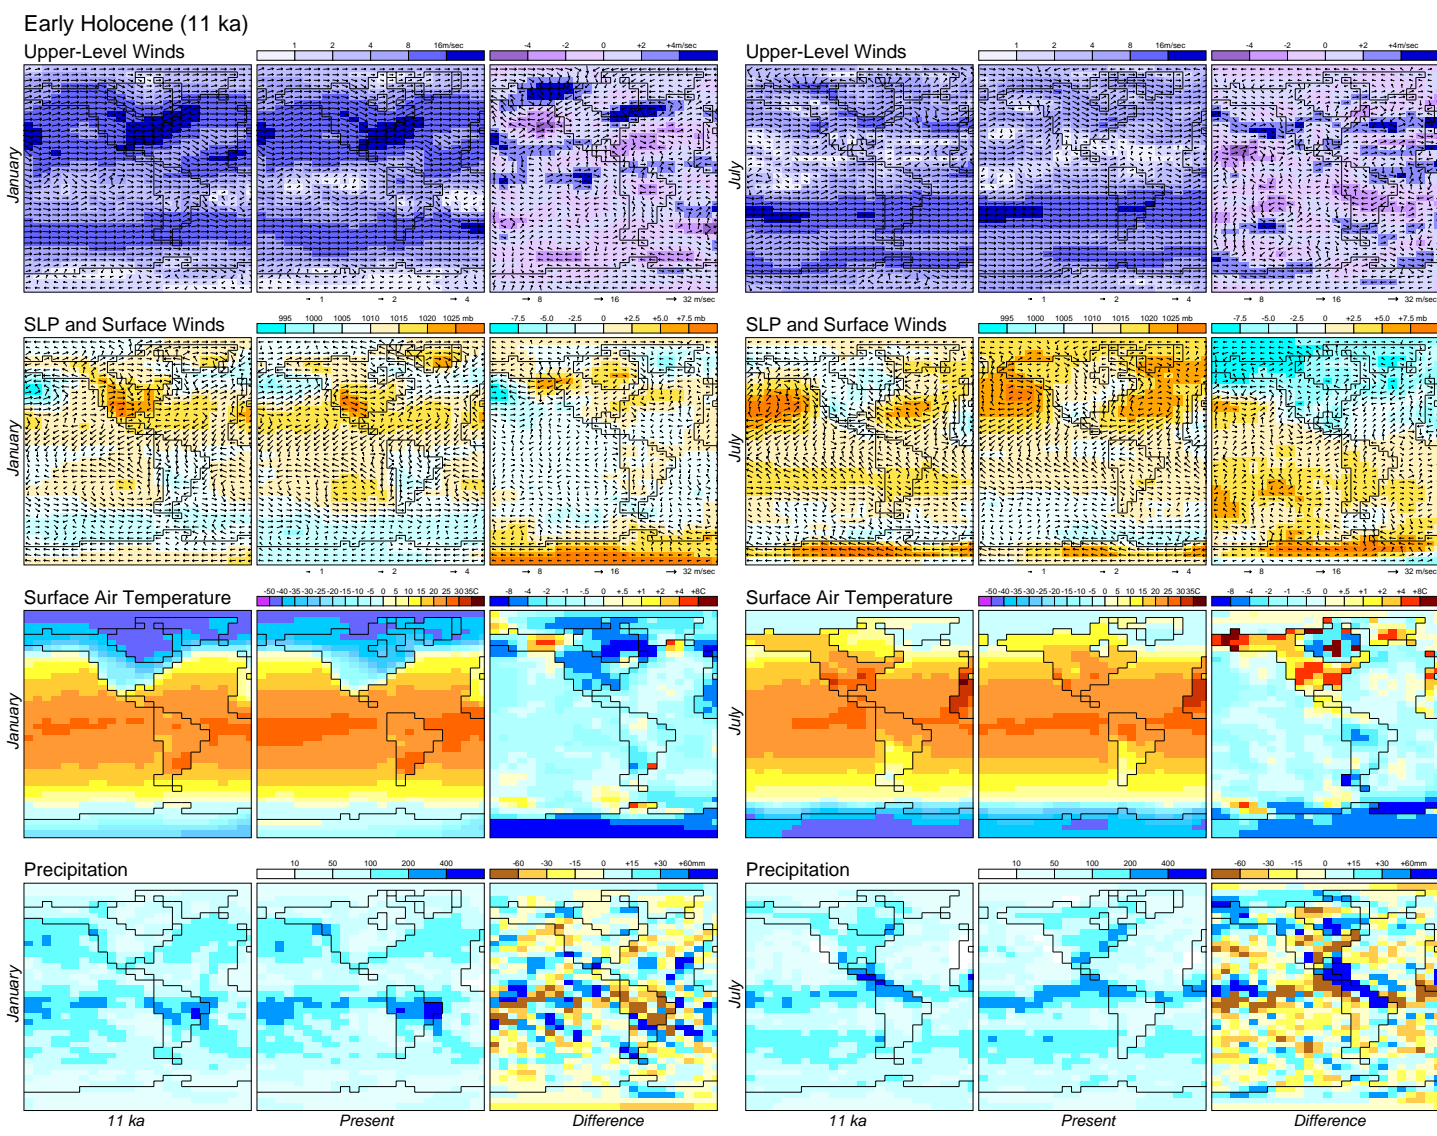 Early Holocene (11 ka)
Upper-Level Winds
1 2 4 8 16m/sec
-4 -2 0 +2 +4m/sec
Upper-Level Winds
1 2 4 8 16m/sec
-4 -2 0 +2 +4m/sec
January
July
1 2 4 8 16 32 m/sec
1 2 4 8 16 32 m/sec
SLP and Surface Winds
995 1000 1005 1010 1015 1020 1025 mb
-7.5 -5.0 -2.5 0 +2.5 +5.0 +7.5 mb
SLP and Surface Winds
995 1000 1005 1010 1015 1020 1025 mb
-7.5 -5.0 -2.5 0 +2.5 +5.0 +7.5 mb
January
July
1 2 4 8 16 32 m/sec
1 2 4 8 16 32 m/sec
Surface Air Temperature
-50 -40 -35 -30 -25 -20 -15 -10 -5 0 5 10 15 20 25 30 35C
-8 -4 -2 -1 -.5 0 +.5 +1 +2 +4 +8C
Surface Air Temperature
-50 -40 -35 -30 -25 -20 -15 -10 -5 0 5 10 15 20 25 30 35C
-8 -4 -2 -1 -.5 0 +.5 +1 +2 +4 +8C
January
July
Precipitation
10 50 100 200 400
-60 -30 -15 0 +15 +30 +60mm
Precipitation
10 50 100 200 400
-60 -30 -15 0 +15 +30 +60mm
January
July
11 ka Present Difference
11 ka Present Difference